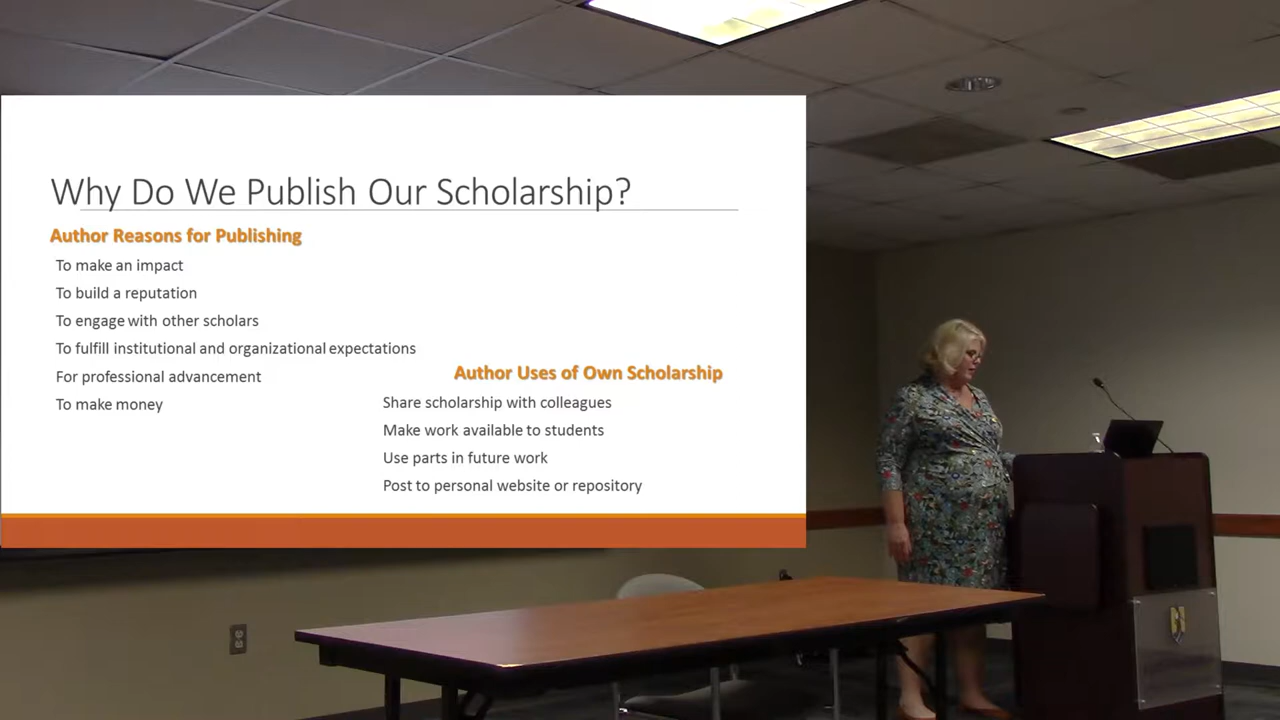 Why Do We Publish Our Scholarship?
Author Reasons for Publishing
To make an impact
To build a reputation
To engage with other scholars
To fulfill institutional and organizational expectations
For professional advancement
To make money
Author Uses of Own Scholarship
Share scholarship with colleagues
Make work available to students
Use parts in future work
Post to personal website or repository